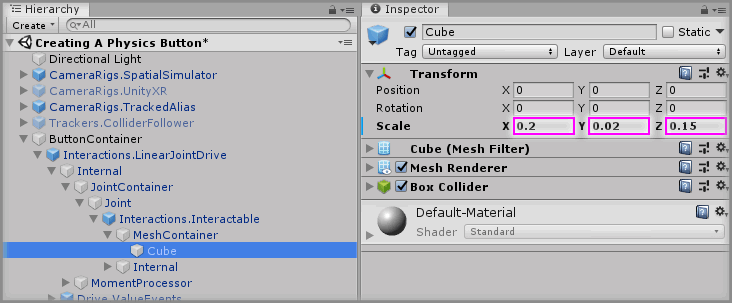 Hierarchy
Create
All
Creating A Physics Button*
Directional Light
CameraRigs.SpatialSimulator
CameraRigs.UnityXR
CameraRigs.TrackedAlias
Trackers.ColliderFollower
ButtonContainer
Interactions.LinearJointDrive
Internal
JointContainer
Joint
Interactions.Interactable
MeshContainer
Cube
Internal
MomentProcessor
Drive.ValueEvents
Inspector
Cube Static
Tag Untagged Layer Default
Transform
Position X 0 Y 0 Z 0
Rotation X 0 Y 0 Z 0
Scale X 0.2 Y 0.02 Z 0.15
Cube (Mesh Filter)
Mesh Renderer
Box Collider
Default-Material
Shader Standard